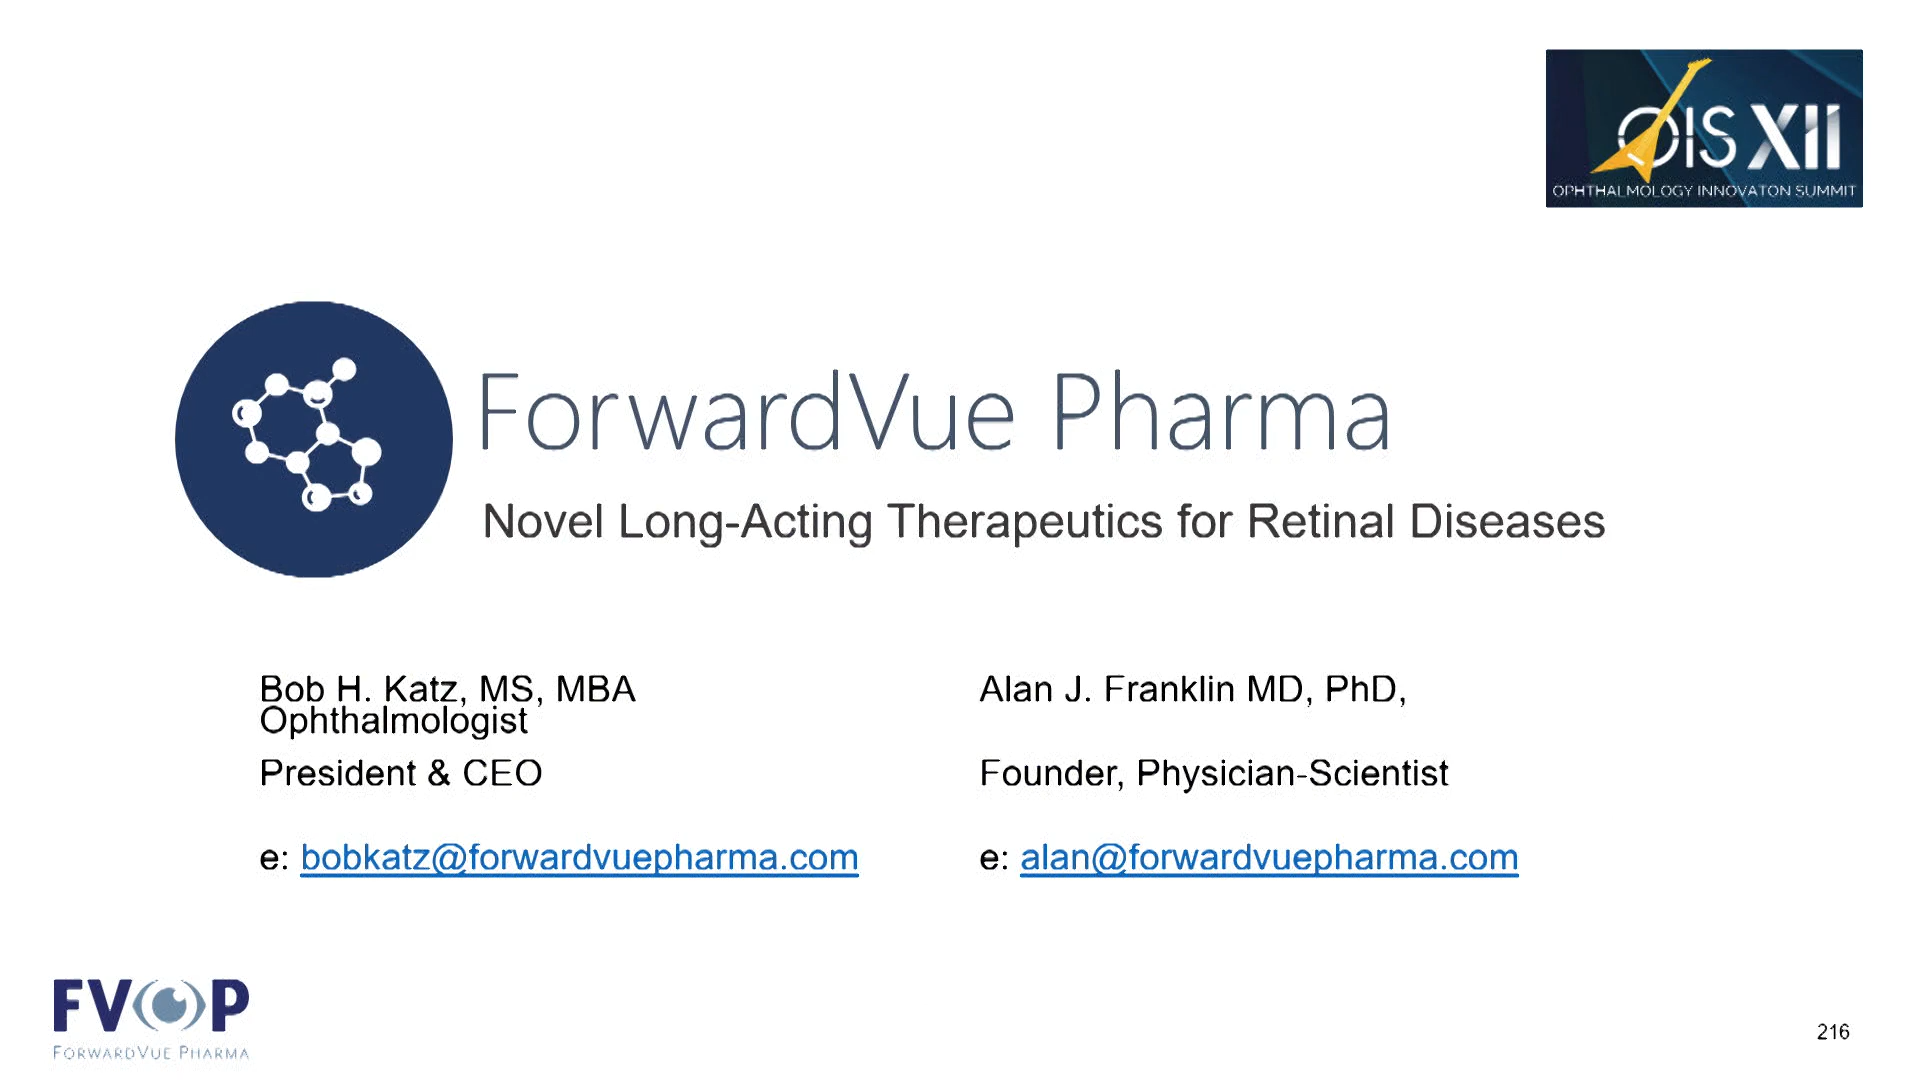 OIS XII
OPHTHALMOLOGY INNOVATON SUMMIT
ForwardVue Pharma
Novel Long-Acting Therapeutics for Retinal Diseases
Bob H. Katz, MS, MBA
Ophthalmologist
President & CEO
e: bobkatz@forwardvuepharma.com
Alan J. Franklin MD, PhD,
Founder, Physician-Scientist
e: alan@forwardvuepharma.com
FVOP
FORWARDVUE PHARMA
216